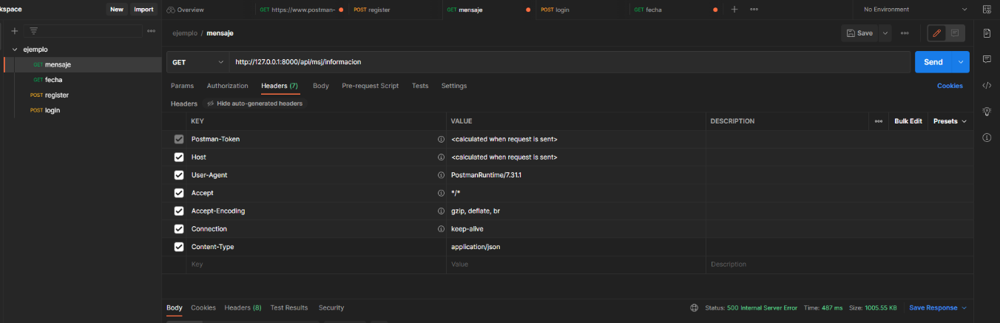 kspace New Import Overview GET https://www.postman- POST register GET mensaje POST login GET fecha No Environment
ejemplo / mensaje Save
ejemplo
GET mensaje
GET fecha
POST register
POST login
GET http://127.0.0.1:8000/api/msj/informacion Send
Params Authorization Headers (7) Body Pre-request Script Tests Settings Cookies
Headers Hide auto-generated headers
KEY VALUE DESCRIPTION Bulk Edit Presets
Postman-Token <calculated when request is sent>
Host <calculated when request is sent>
User-Agent PostmanRuntime/7.31.1
Accept */*
Accept-Encoding gzip, deflate, br
Connection keep-alive
Content-Type application/json
Key Value Description
Body Cookies Headers (8) Test Results Security Status: 500 Internal Server Error Time: 487 ms Size: 1005.55 KB Save Response